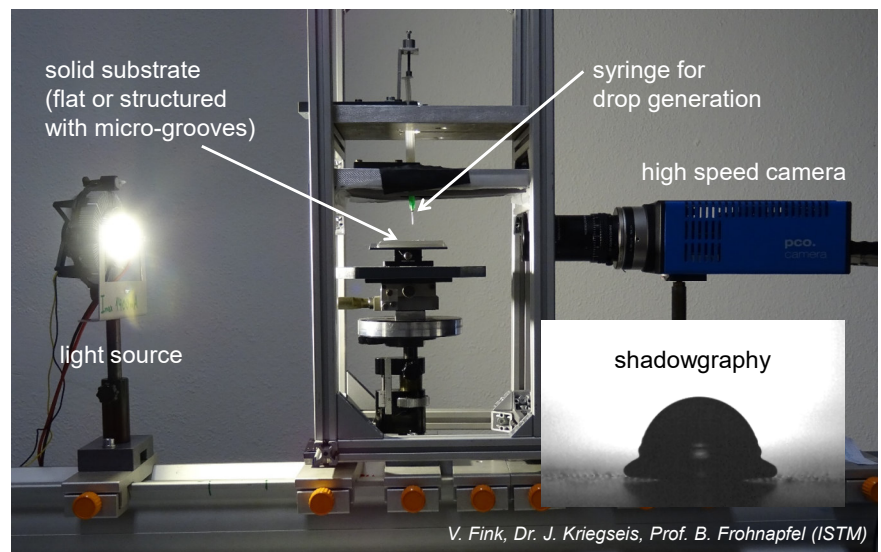 solid substrate
(flat or structured
with micro-grooves)
syringe for
drop generation
high speed camera
pco.
camera
light source
shadowgraphy
V. Fink, Dr. J. Kriegseis, Prof. B. Frohnapfel (ISTM)